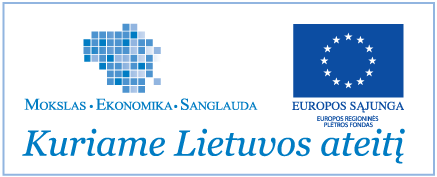 MOKSLAS • EKONOMIKA • SANGLAUDA
EUROPOS SĄJUNGA
EUROPOS REGIONINĖS
PLĖTROS FONDAS
Kuriame Lietuvos ateitį